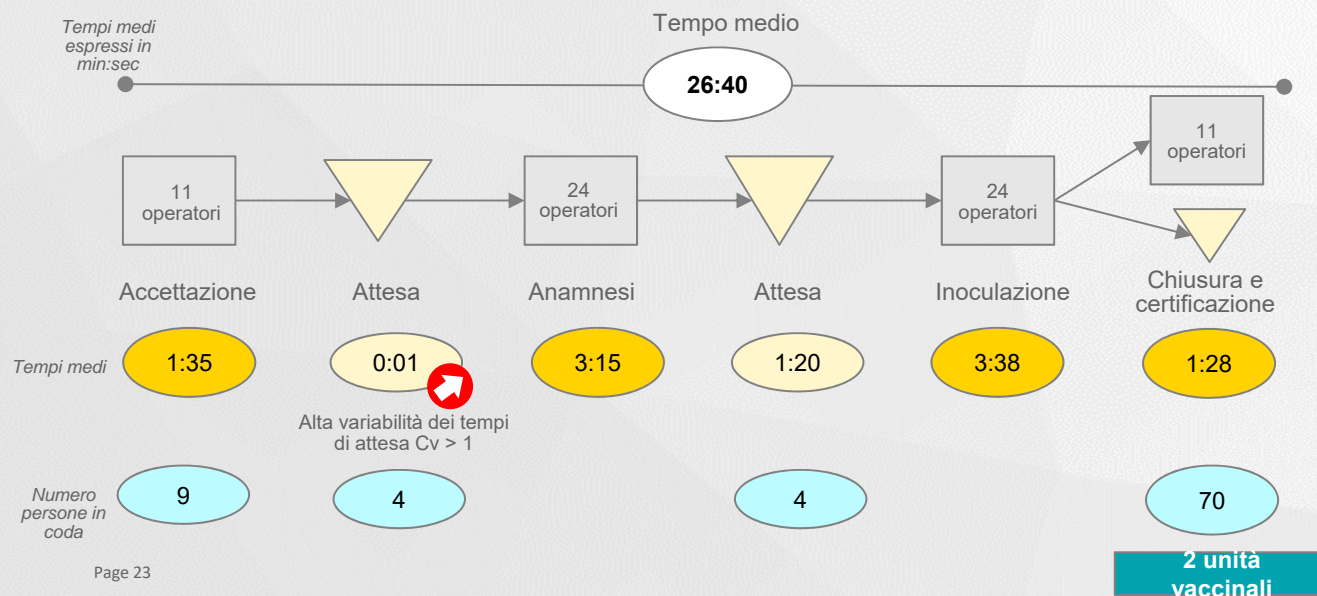 Tempi medi
espressi in
min:sec
Tempo medio
26:40
11
operatori
24
operatori
24
operatori
11
operatori
Accettazione
Attesa
Anamnesi
Attesa
Inoculazione
Chiusura e
certificazione
Tempi medi
1:35
0:01
3:15
1:20
3:38
1:28
Alta variabilità dei tempi
di attesa Cv > 1
Numero
persone in
coda
9
4
4
70
Page 23
2 unità
vaccinali